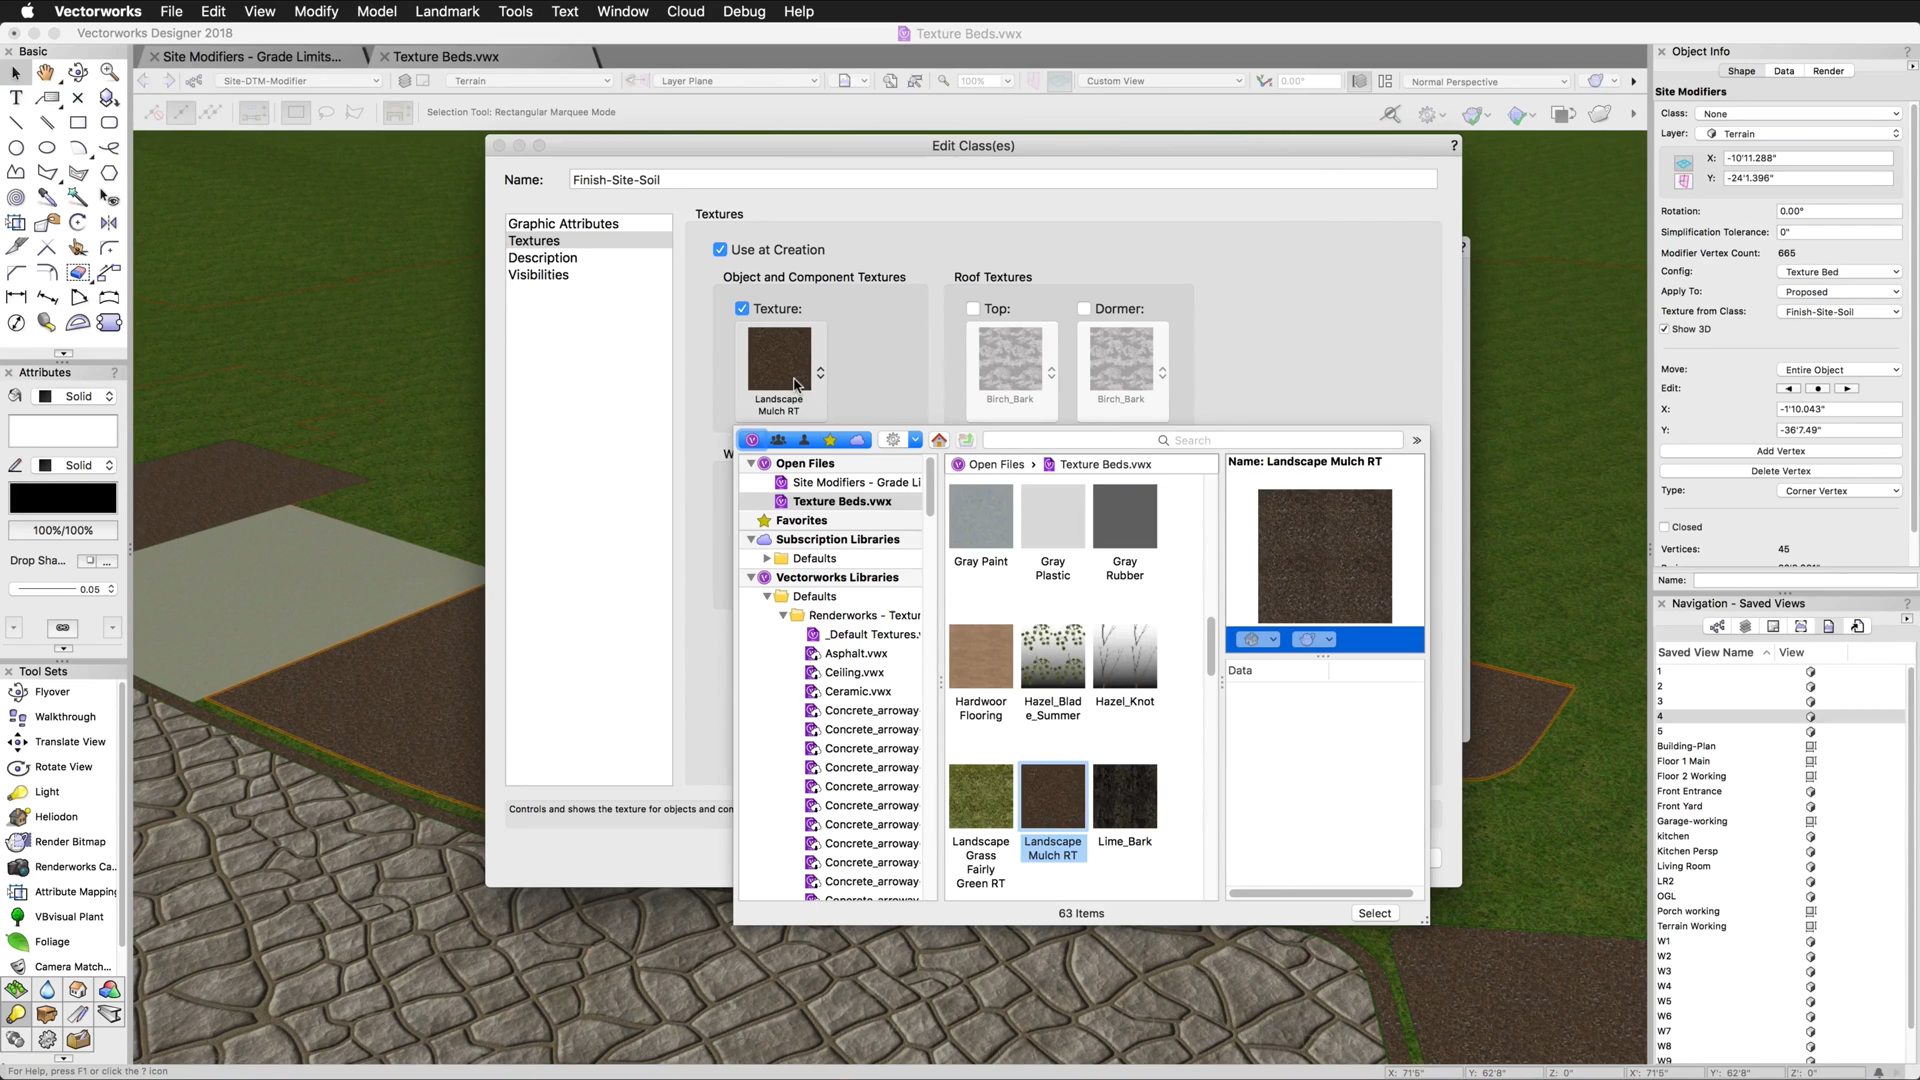 Vectorworks File Edit View Modify Model Landmark Tools Text Window Cloud Debug Help
Vectorworks Designer 2018
Texture Beds.vwx
Basic
Site Modifiers - Grade Limits...
Texture Beds.vwx
Site-DTM-Modifier
Terrain
Layer Plane
100%
Custom View
0.00°
Normal Perspective
Selection Tool: Rectangular Marquee Mode
Attributes
Solid
Solid
100%/100%
Drop Sha...
0.05
Tool Sets
Flyover
Walkthrough
Translate View
Rotate View
Light
Heliodon
Render Bitmap
Renderworks Ca...
Attribute Mapping
VBvisual Plant
Foliage
Camera Match...
For Help, press F1 or click the ? icon
Edit Class(es)
?
Name: Finish-Site-Soil
Graphic Attributes
Textures
Description
Visibilities
Textures
Use at Creation
Object and Component Textures
Texture:
Landscape
Mulch RT
Roof Textures
Top:
Birch_Bark
Dormer:
Birch_Bark
Controls and shows the texture for objects and con
Search
Open Files
Site Modifiers - Grade Li
Texture Beds.vwx
Favorites
Subscription Libraries
Defaults
Vectorworks Libraries
Defaults
Renderworks - Textur
_Default Textures.v
Asphalt.vwx
Ceiling.vwx
Ceramic.vwx
Concrete_arroway
Concrete_arroway
Concrete_arroway
Concrete_arroway
Concrete_arroway
Concrete_arroway
Concrete_arroway
Concrete_arroway
Concrete_arroway
Concrete_arroway
Open Files › Texture Beds.vwx
Gray Paint
Gray
Plastic
Gray
Rubber
Hardwoor
Flooring
Hazel_Blad
e_Summer
Hazel_Knot
Landscape
Grass
Fairly
Green RT
Landscape
Mulch RT
Lime_Bark
63 Items
Name: Landscape Mulch RT
Data
Select
Object Info
Shape Data Render
Site Modifiers
Class: None
Layer: Terrain
X: -10'11.288"
Y: -24'1.396"
Rotation: 0.00°
Simplification Tolerance: 0"
Modifier Vertex Count: 665
Config: Texture Bed
Apply To: Proposed
Texture from Class: Finish-Site-Soil
Show 3D
Move: Entire Object
Edit:
X: -1'10.043"
Y: -36'7.49"
Add Vertex
Delete Vertex
Type: Corner Vertex
Closed
Vertices: 45
Name:
Navigation - Saved Views
Saved View Name View
1
2
3
4
5
Building-Plan
Floor 1 Main
Floor 2 Working
Front Entrance
Front Yard
Garage-working
kitchen
Kitchen Persp
Living Room
LR2
OGL
Porch working
Terrain Working
W1
W2
W3
W4
W5
W6
W7
W8
W9
X: 71'5" Y: 62'8" Z: 0" X': 71'5" Y': 62'8" Z': 0"